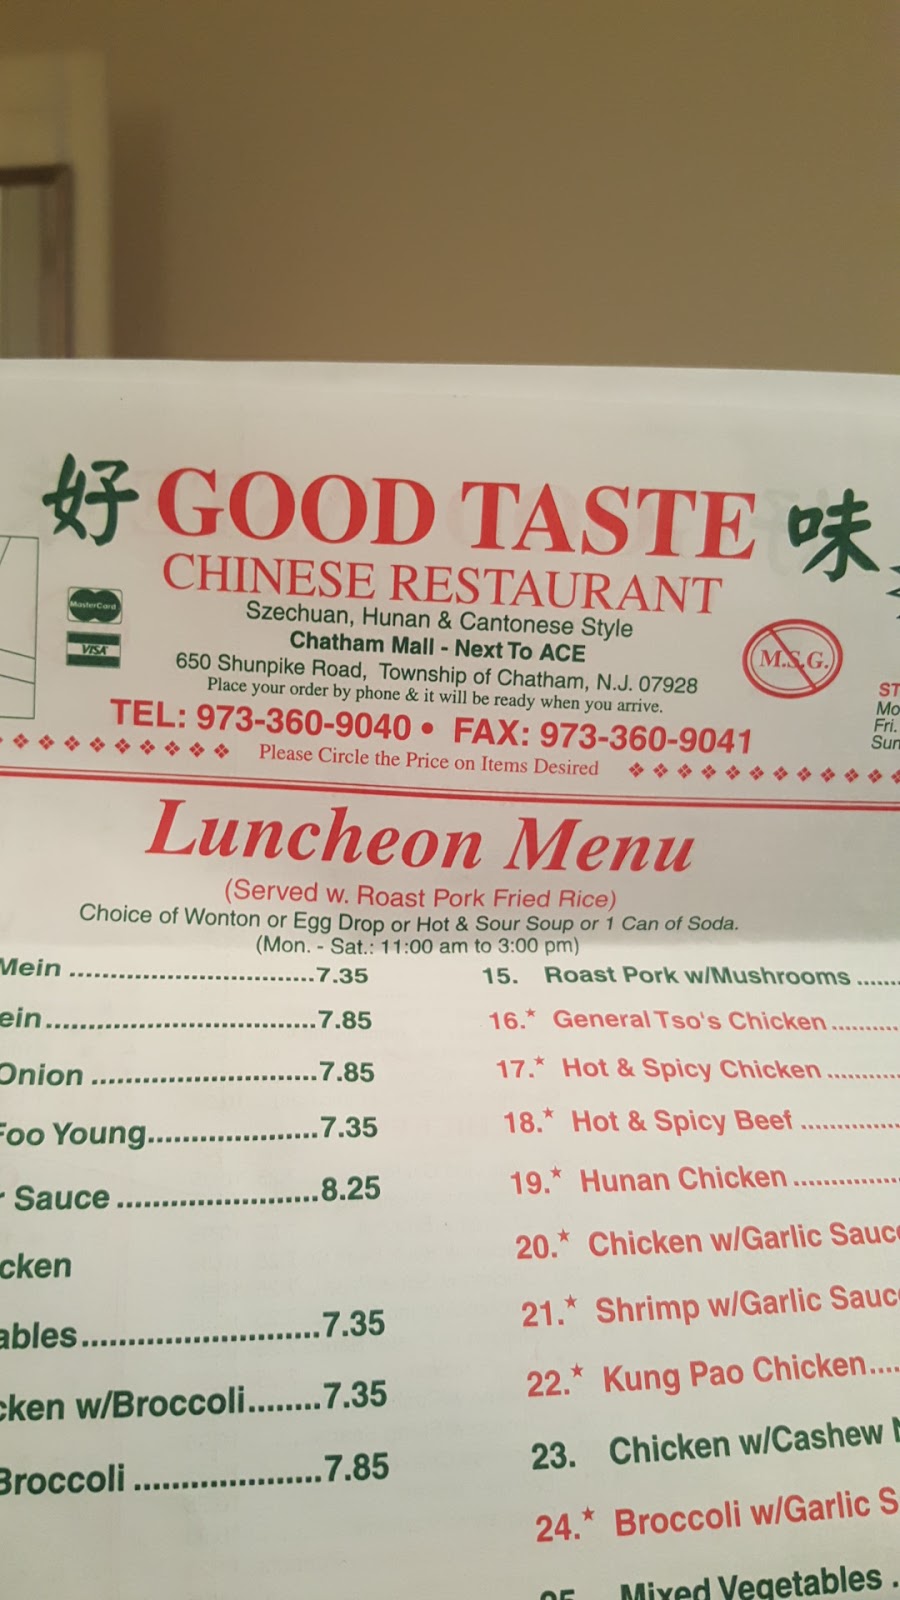 好 GOOD TASTE 味
CHINESE RESTAURANT
MasterCard
VISA
Szechuan, Hunan & Cantonese Style
Chatham Mall - Next To ACE
650 Shunpike Road, Township of Chatham, N.J. 07928
Place your order by phone & it will be ready when you arrive.
TEL: 973-360-9040 • FAX: 973-360-9041
Please Circle the Price on Items Desired
M.S.G.
ST
Mo
Fri.
Sun
Luncheon Menu
(Served w. Roast Pork Fried Rice)
Choice of Wonton or Egg Drop or Hot & Sour Soup or 1 Can of Soda.
(Mon. - Sat.: 11:00 am to 3:00 pm)
Mein ..............................7.35
ein..................................7.85
Onion .............................7.85
Foo Young.....................7.35
r Sauce ......................8.25
cken
ables..........................7.35
cken w/Broccoli........7.35
Broccoli ....................7.85
15. Roast Pork w/Mushrooms .......
16.* General Tso's Chicken ..........
17.* Hot & Spicy Chicken ...........
18.* Hot & Spicy Beef ..............
19.* Hunan Chicken ...............
20.* Chicken w/Garlic Sauc
21.* Shrimp w/Garlic Sauc
22.* Kung Pao Chicken....
23. Chicken w/Cashew N
24.* Broccoli w/Garlic S
25. Mixed Vegetables .